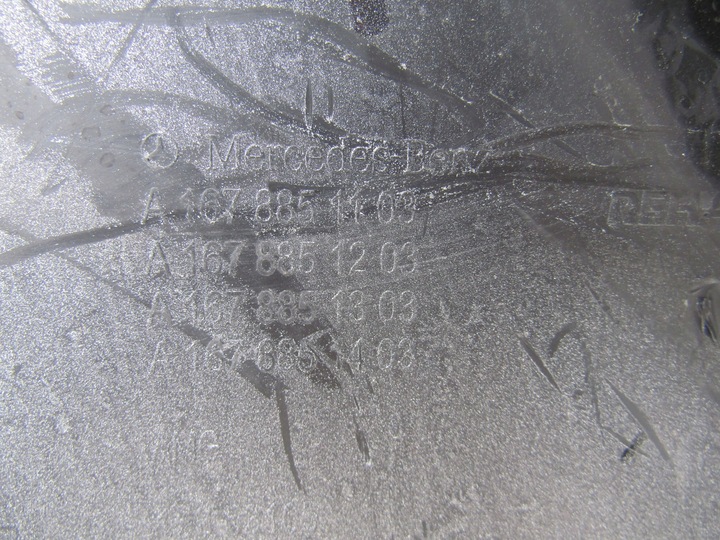 Mercedes-Benz
A 167 885 11 03
A 167 885 12 03
A 167 885 13 03
A 167 885 14 03